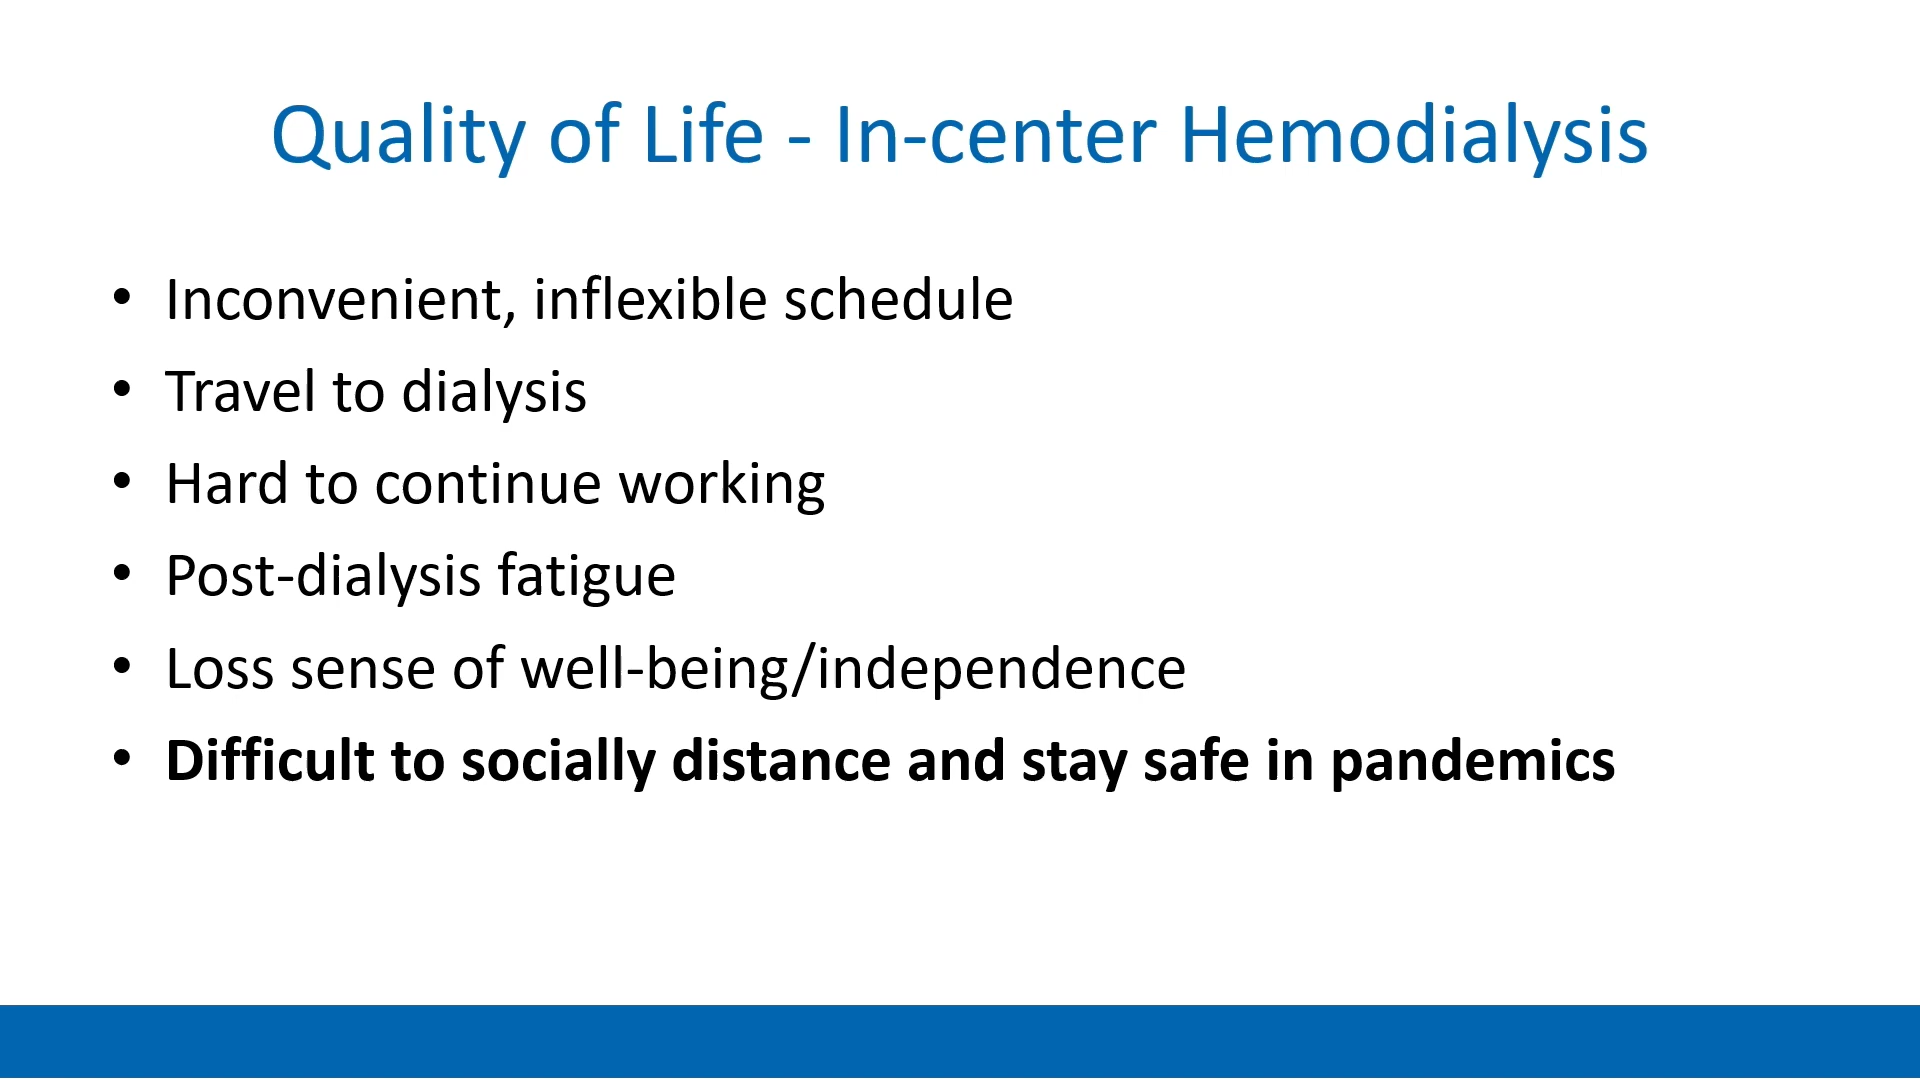 Quality of Life - In-center Hemodialysis
• Inconvenient, inflexible schedule
• Travel to dialysis
• Hard to continue working
• Post-dialysis fatigue
• Loss sense of well-being/independence
• Difficult to socially distance and stay safe in pandemics